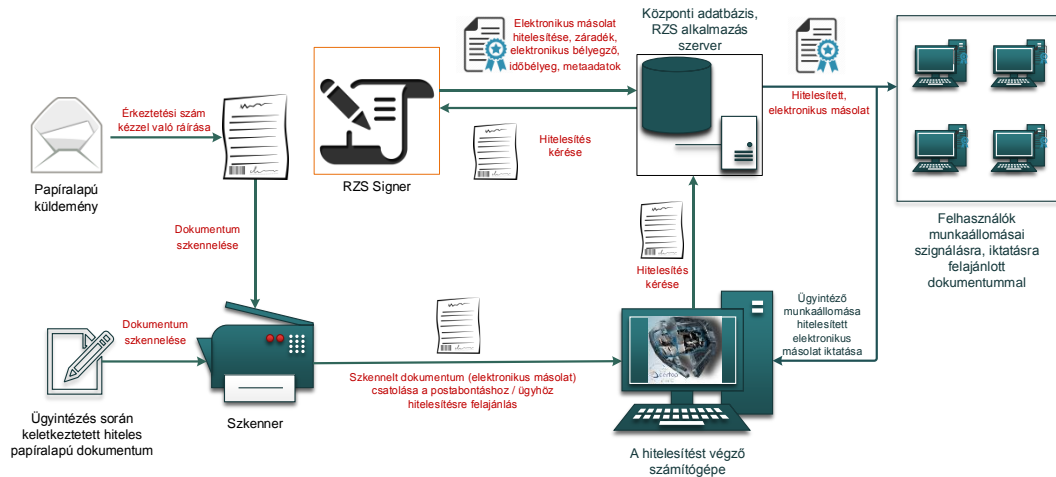 Elektronikus másolat
hitelesítése, záradék,
elektronikus bélyegző,
időbélyeg, metaadatok
Központi adatbázis,
RZS alkalmazás
szerver
Érkeztetési szám
kézzel való ráírása
Papíralapú
küldemény
RZS Signer
Hitelesítés
kérése
Hitelesített,
elektronikus másolat
Felhasználók
munkaállomásai
szignálásra, iktatásra
felajánlott
dokumentummal
Dokumentum
szkennelése
Hitelesítés
kérése
Ügyintéző
munkaállomása
hitelesített
elektronikus
másolat iktatása
Dokumentum
szkennelése
Szkennelt dokumentum (elektronikus másolat)
csatolása a postabontáshoz / ügyhöz
hitelesítésre felajánlás
Ügyintézés során
keletkeztetett hiteles
papíralapú dokumentum
Szkenner
A hitelesítést végző
számítógépe